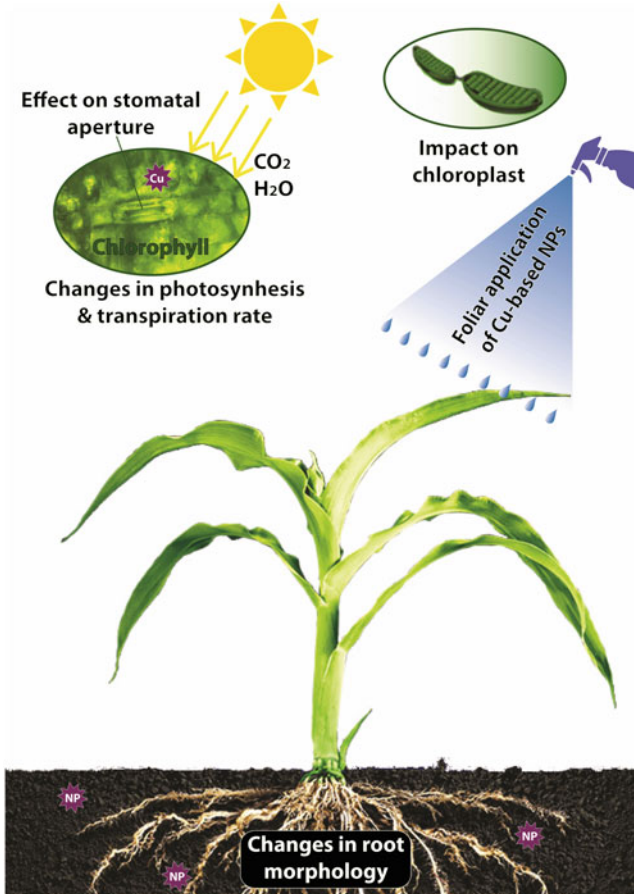 Effect on stomatal
aperture
Cu
Chlorophyll
CO₂
H₂O
Changes in photosynhesis
& transpiration rate
Impact on
chloroplast
Foliar application
of Cu-based NPs
NP
NP
NP
Changes in root
morphology